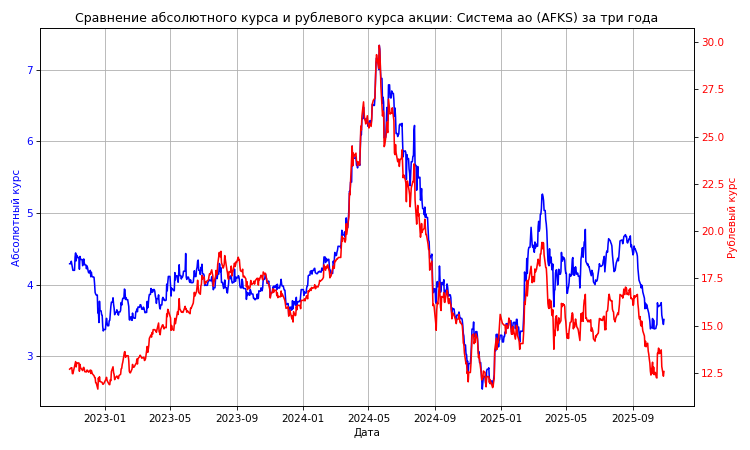 Сравнение абсолютного курса и рублевого курса акции: Система ао (AFKS) за три года
Абсолютный курс
7
6
5
4
3
30.0
27.5
25.0
22.5
20.0
17.5
15.0
12.5
Рублевый курс
2023-01 2023-05 2023-09 2024-01 2024-05 2024-09 2025-01 2025-05 2025-09
Дата